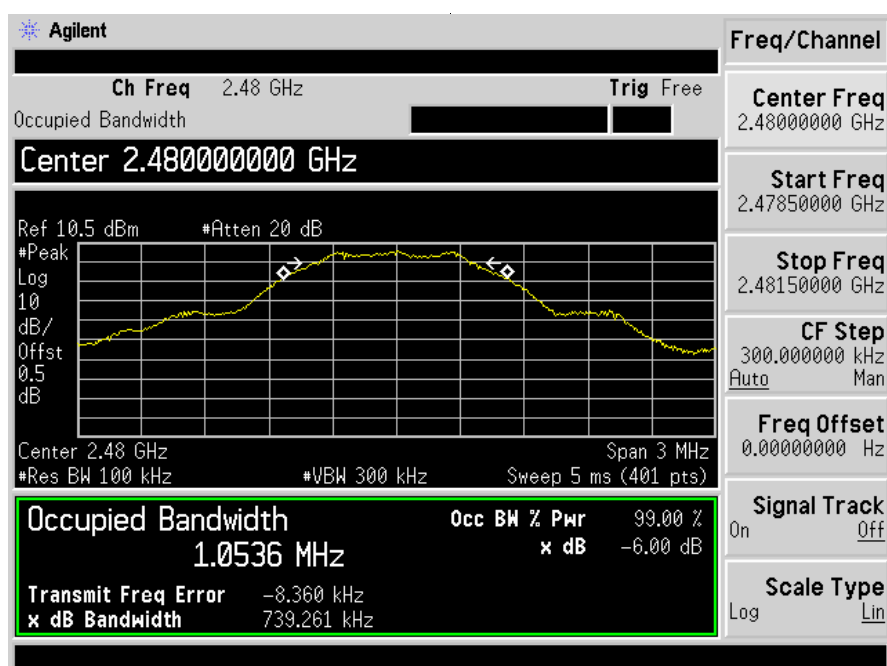 Agilent
Freq/Channel
Ch Freq 2.48 GHz Trig Free
Occupied Bandwidth
Center 2.480000000 GHz
Ref 10.5 dBm #Atten 20 dB
#Peak
Log
10
dB/
Offst
0.5
dB
Center 2.48 GHz Span 3 MHz
#Res BW 100 kHz #VBW 300 kHz Sweep 5 ms (401 pts)
Occupied Bandwidth Occ BW % Pwr 99.00 %
1.0536 MHz x dB -6.00 dB
Transmit Freq Error -8.360 kHz
x dB Bandwidth 739.261 kHz
Center Freq
2.48000000 GHz
Start Freq
2.47850000 GHz
Stop Freq
2.48150000 GHz
CF Step
300.000000 kHz
Auto Man
Freq Offset
0.00000000 Hz
Signal Track
On Off
Scale Type
Log Lin